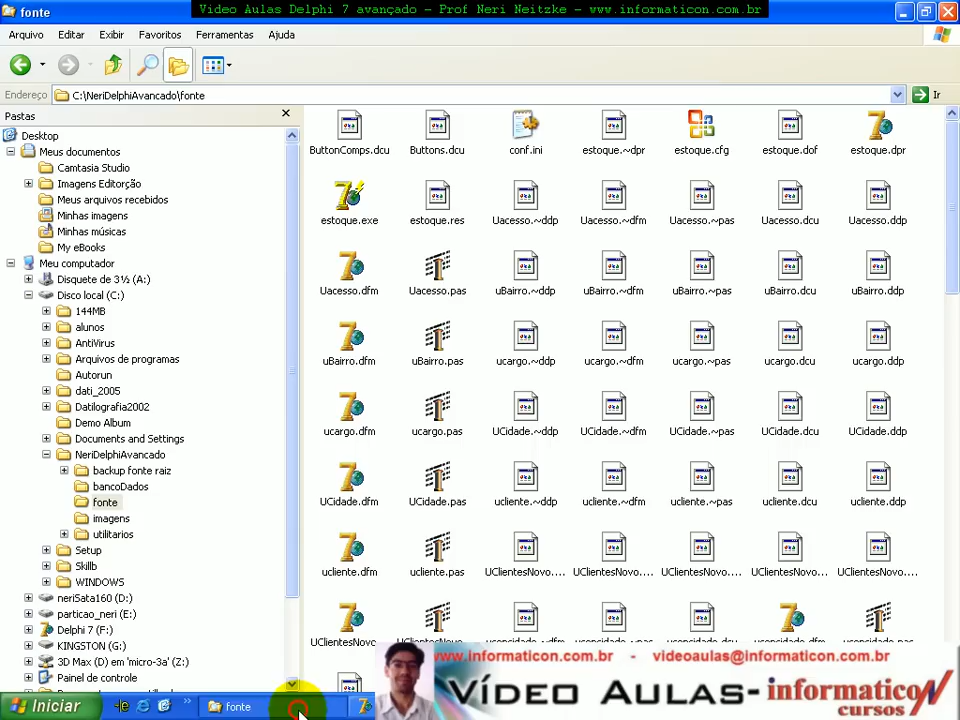 fonte
Video Aulas Delphi 7 avançado - Prof Neri Neitzke - www.informaticon.com.br
Arquivo Editar Exibir Favoritos Ferramentas Ajuda
Endereço C:\NeriDelphiAvancado\fonte Ir
Pastas
Desktop
Meus documentos
Camtasia Studio
Imagens Editorção
Meus arquivos recebidos
Minhas imagens
Minhas músicas
My eBooks
Meu computador
Disquete de 3½ (A:)
Disco local (C:)
144MB
alunos
AntiVirus
Arquivos de programas
Autorun
dati_2005
Datilografia2002
Demo Album
Documents and Settings
NeriDelphiAvancado
backup fonte raiz
bancoDados
fonte
imagens
utilitarios
Setup
Skillb
WINDOWS
neriSata160 (D:)
particao_neri (E:)
Delphi 7 (F:)
KINGSTON (G:)
3D Max (D) em 'micro-3a' (Z:)
Painel de controle
ButtonComps.dcu Buttons.dcu conf.ini estoque.~dpr estoque.cfg estoque.dof estoque.dpr
estoque.exe estoque.res Uacesso.~ddp Uacesso.~dfm Uacesso.~pas Uacesso.dcu Uacesso.ddp
Uacesso.dfm Uacesso.pas uBairro.~ddp uBairro.~dfm uBairro.~pas uBairro.dcu uBairro.ddp
uBairro.dfm uBairro.pas ucargo.~ddp ucargo.~dfm ucargo.~pas ucargo.dcu ucargo.ddp
ucargo.dfm ucargo.pas UCidade.~ddp UCidade.~dfm UCidade.~pas UCidade.dcu UCidade.ddp
UCidade.dfm UCidade.pas ucliente.~ddp ucliente.~dfm ucliente.~pas ucliente.dcu ucliente.ddp
ucliente.dfm ucliente.pas UClientesNovo.... UClientesNovo.... UClientesNovo.... UClientesNovo... UClientesNovo....
www.informaticon.com.br - videoaulas@informaticon.com.br
VÍDEO AULAS-informaticon
cursos
Iniciar fonte